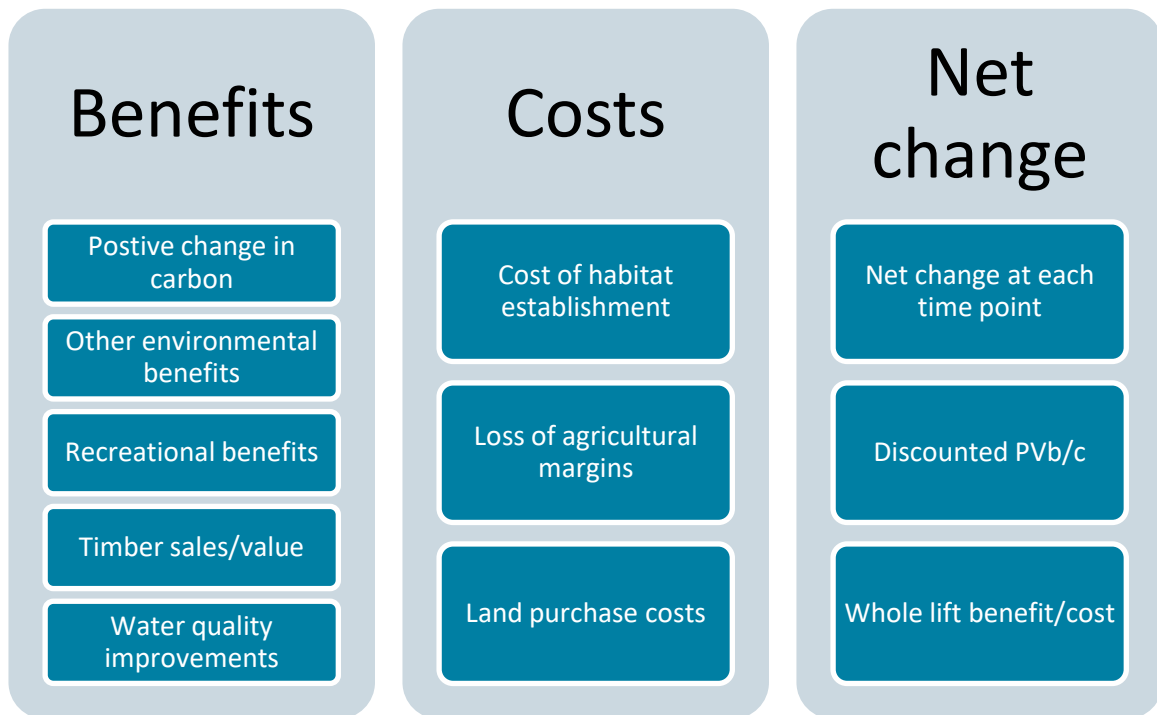 Benefits
Postive change in
carbon
Other environmental
benefits
Recreational benefits
Timber sales/value
Water quality
improvements
Costs
Cost of habitat
establishment
Loss of agricultural
margins
Land purchase costs
Net
change
Net change at each
time point
Discounted PVb/c
Whole lift benefit/cost